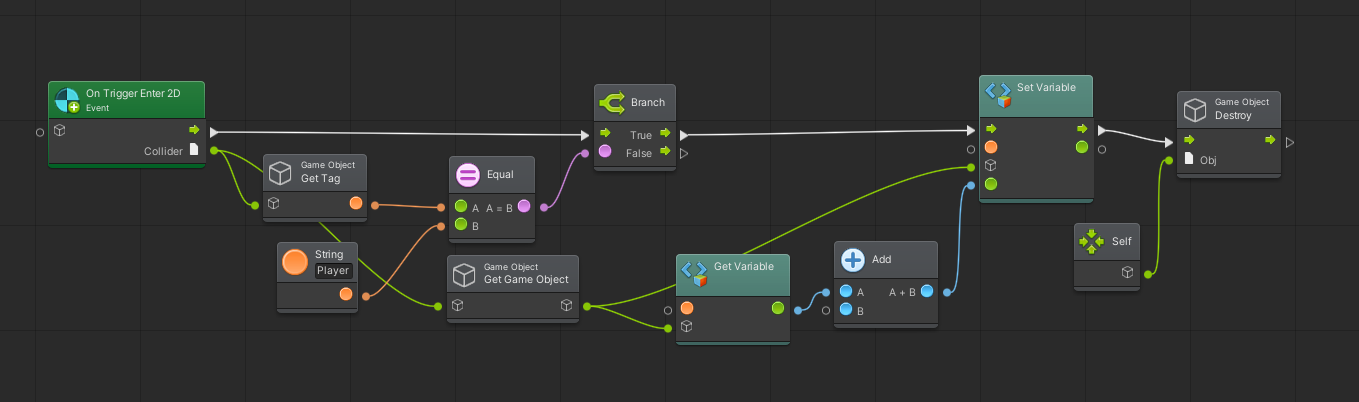 On Trigger Enter 2D
Event
Collider
Game Object
Get Tag
String
Player
Equal
A A = B
B
Game Object
Get Game Object
Branch
True
False
Get Variable
Add
A A + B
B
Set Variable
Self
Game Object
Destroy
Obj